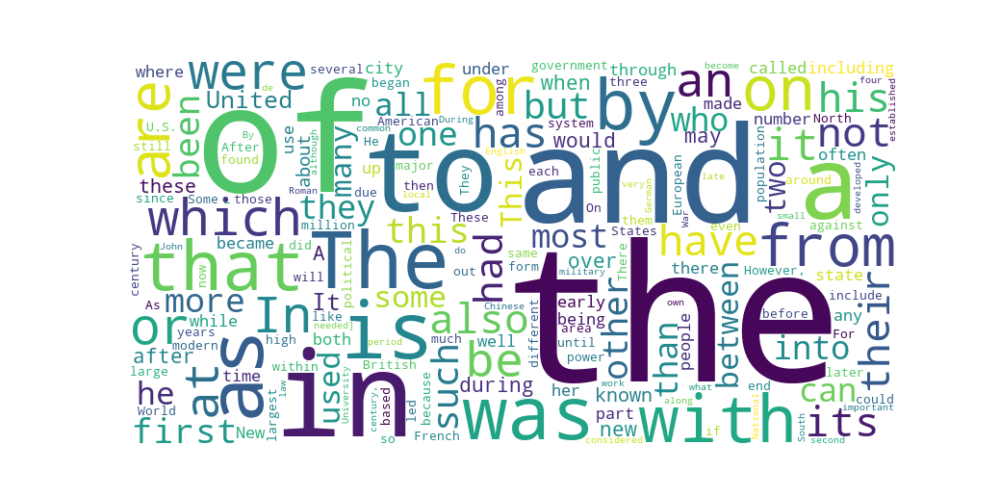 the
of
and
to
in
a
The
is
was
as
for
that
with
by
on
from
or
were
are
which
In
an
his
at
be
it
had
also
have
not
their
its
has
but
first
this
they
other
been
he
one
all
who
more
most
some
This
such
into
can
two
than
used
between
only
many
during
It
these
may
United
when
would
after
over
new
became
through
time
known
about
A
city
being
there
early
people
both
use
under
called
including
where
several
government
made
number
North
often
state
any
then
up
no
began
American
U.S.
still
since
Some
those
By
After
found
de
although
common
During
He
major
system
among
three
become
four
established
English
each
public
European
population
around
developed
very
German
late
them
even
War
small
against
On
States
These
They
local
due
Roman
million
century
John
now
did
will
political
do
out
same
form
Chinese
military
There
However,
include
before
own
For
As
years
while
modern
large
World
New
high
like
needed]
period
within
British
much
well
different
area
until
power
because
led
based
century,
University
law
largest
so
French
her
part
work
considered
if
along
what
National
end
later
could
important
South
second